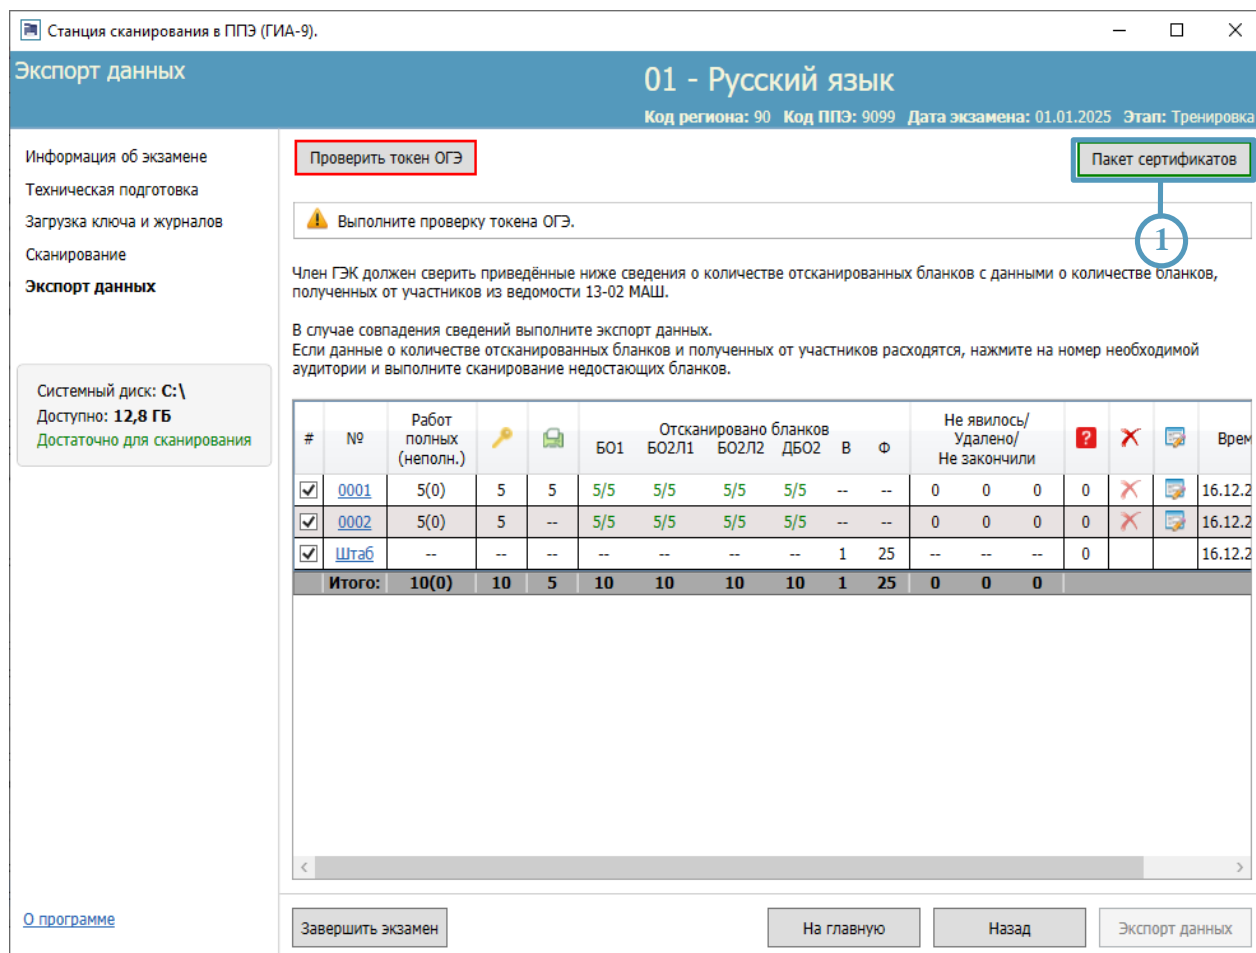 Станция сканирования в ППЭ (ГИА-9).
Экспорт данных
01 - Русский язык
Код региона: 90 Код ППЭ: 9099 Дата экзамена: 01.01.2025 Этап: Тренировка
Информация об экзамене
Техническая подготовка
Загрузка ключа и журналов
Сканирование
Экспорт данных
Системный диск: C:\
Доступно: 12,8 ГБ
Достаточно для сканирования
О программе
Проверить токен ОГЭ
Пакет сертификатов
1
Выполните проверку токена ОГЭ.
Член ГЭК должен сверить приведённые ниже сведения о количестве отсканированных бланков с данными о количестве бланков,
полученных от участников из ведомости 13-02 МАШ.
В случае совпадения сведений выполните экспорт данных.
Если данные о количестве отсканированных бланков и полученных от участников расходятся, нажмите на номер необходимой
аудитории и выполните сканирование недостающих бланков.
# № Работ полных (неполн.) Отсканировано бланков Не явилось/ Удалено/ Не закончили ? Врем
БО1 БО2Л1 БО2Л2 ДБО2 В Ф
0001 5(0) 5 5 5/5 5/5 5/5 5/5 -- -- 0 0 0 0 16.12.2
0002 5(0) 5 -- 5/5 5/5 5/5 5/5 -- -- 0 0 0 0 16.12.2
Штаб -- -- -- -- -- -- -- 1 25 -- -- -- 0 16.12.2
Итого: 10(0) 10 5 10 10 10 10 1 25 0 0 0
Завершить экзамен
На главную
Назад
Экспорт данных